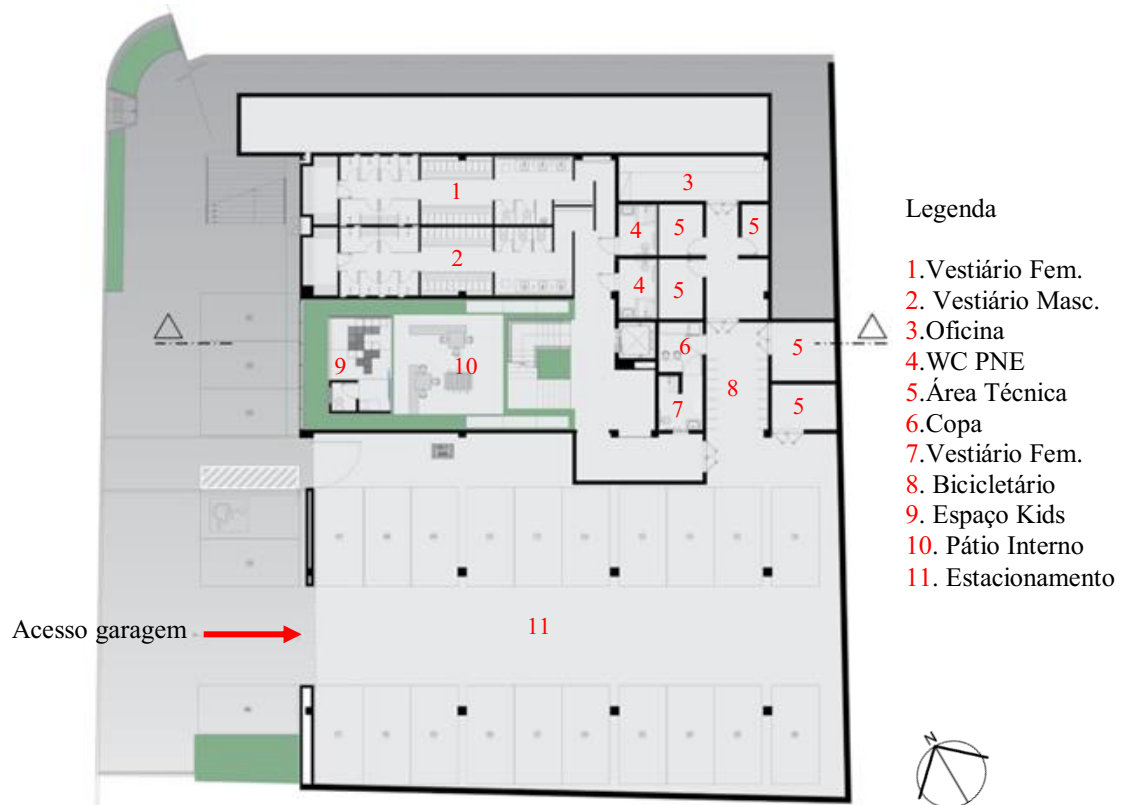 1
2
3
4
5
5
4
5
9
10
6
8
5
7
5
11
Acesso garagem
Legenda
1.Vestiário Fem.
2. Vestiário Masc.
3.Oficina
4.WC PNE
5.Área Técnica
6.Copa
7.Vestiário Fem.
8. Bicicletário
9. Espaço Kids
10. Pátio Interno
11. Estacionamento
N